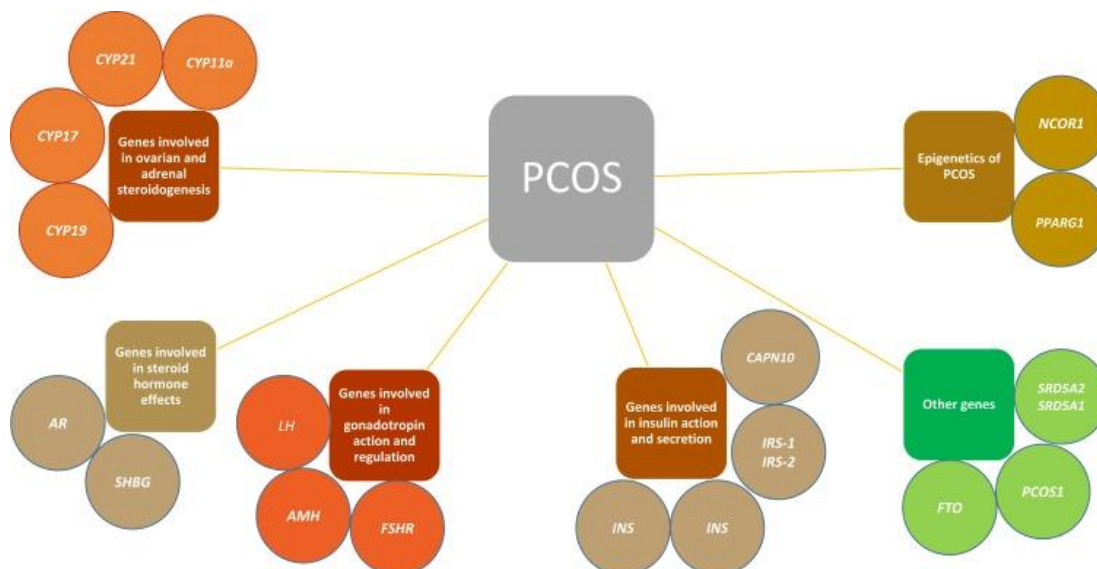 CYP21
CYP11α
CYP17
CYP19
Genes involved
in ovarian and
adrenal
steroidogenesis
PCOS
Epigenetics of
PCOS
NCOR1
PPARG1
Genes involved
in steroid
hormone
effects
AR
SHBG
LH
Genes involved
in
gonadotropin
action and
regulation
AMH
FSHR
CAPN10
Genes involved
in insulin action
and secretion
IRS-1
IRS-2
INS
INS
Other genes
SRD5A2
SRD5A1
PCOS1
FTO